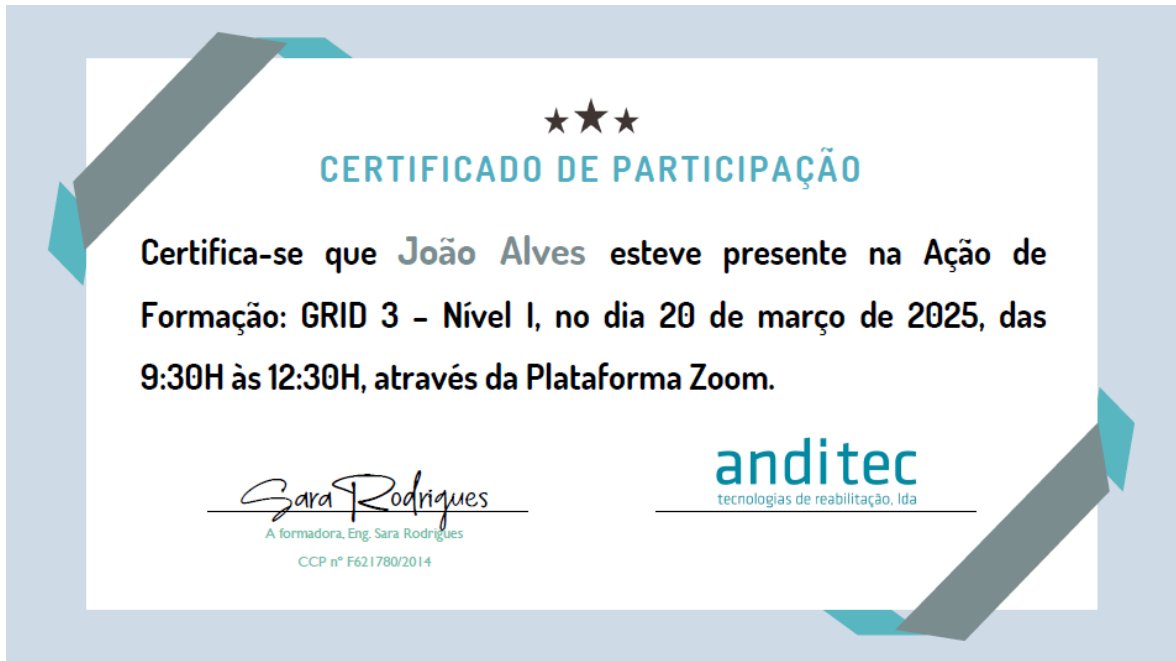 CERTIFICADO DE PARTICIPAÇÃO
Certifica-se que João Alves esteve presente na Ação de
Formação: GRID 3 – Nível I, no dia 20 de março de 2025, das
9:30H às 12:30H, através da Plataforma Zoom.
Sara Rodrigues
A formadora, Eng. Sara Rodrigues
CCP nº F621780/2014
anditec
tecnologias de reabilitação, lda